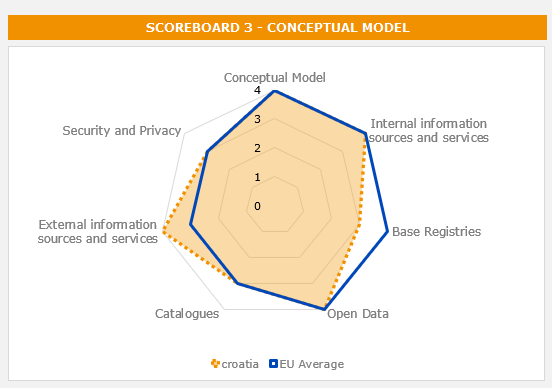 SCOREBOARD 3 - CONCEPTUAL MODEL
Conceptual Model
4
3
2
1
0
Internal information
sources and services
Base Registries
Open Data
Catalogues
External information
sources and services
Security and Privacy
croatia
EU Average